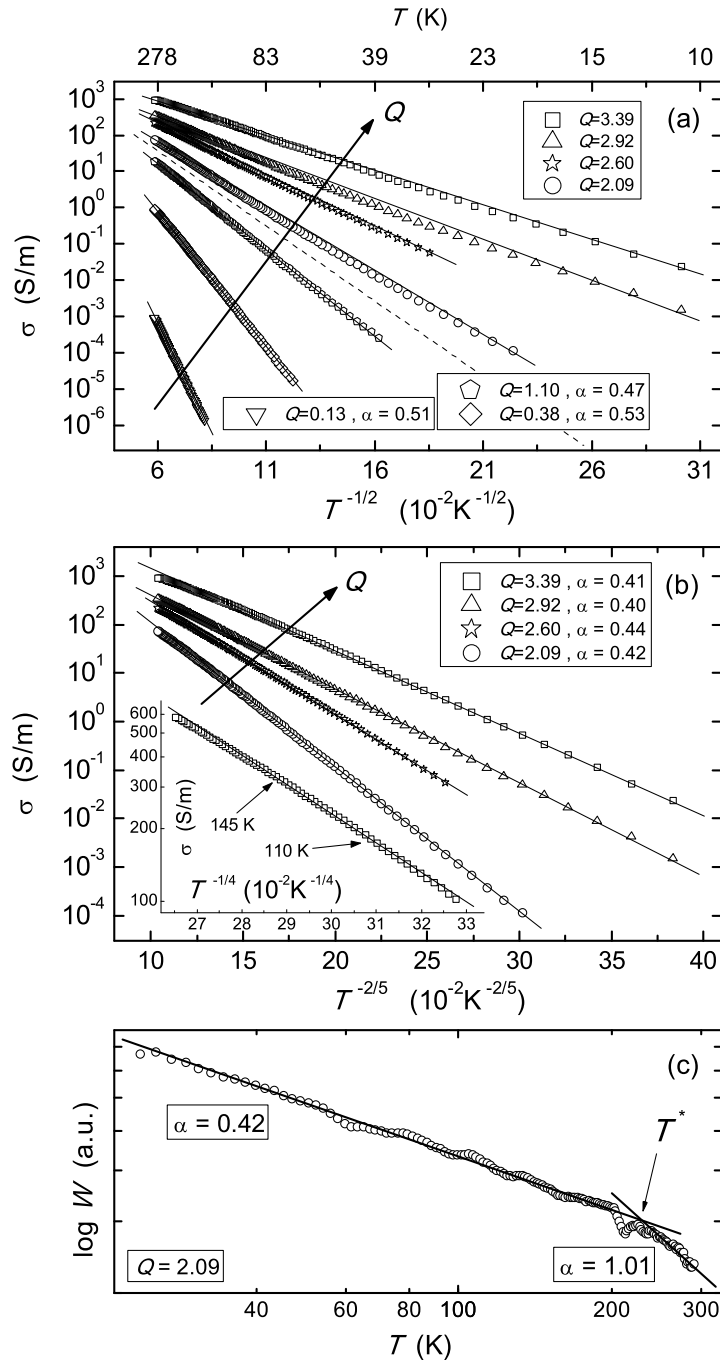 T (K)
278 83 39 23 15 10
(a)
Q
Q=3.39
Q=2.92
Q=2.60
Q=2.09
10³
10²
10¹
10⁰
10⁻¹
10⁻²
10⁻³
10⁻⁴
10⁻⁵
10⁻⁶
σ (S/m)
Q=1.10 , α = 0.47
Q=0.38 , α = 0.53
Q=0.13 , α = 0.51
6 11 16 21 26 31
T⁻¹/² (10⁻²K⁻¹/²)
(b)
Q
Q=3.39 , α = 0.41
Q=2.92 , α = 0.40
Q=2.60 , α = 0.44
Q=2.09 , α = 0.42
10³
10²
10¹
10⁰
10⁻¹
10⁻²
10⁻³
10⁻⁴
σ (S/m)
600
500
400
300
200
100
σ (S/m)
145 K
110 K
T⁻¹/⁴ (10⁻²K⁻¹/⁴)
27 28 29 30 31 32 33
10 15 20 25 30 35 40
T⁻²/⁵ (10⁻²K⁻²/⁵)
(c)
log W (a.u.)
α = 0.42
T*
Q = 2.09
α = 1.01
40 60 80 100 200 300
T (K)